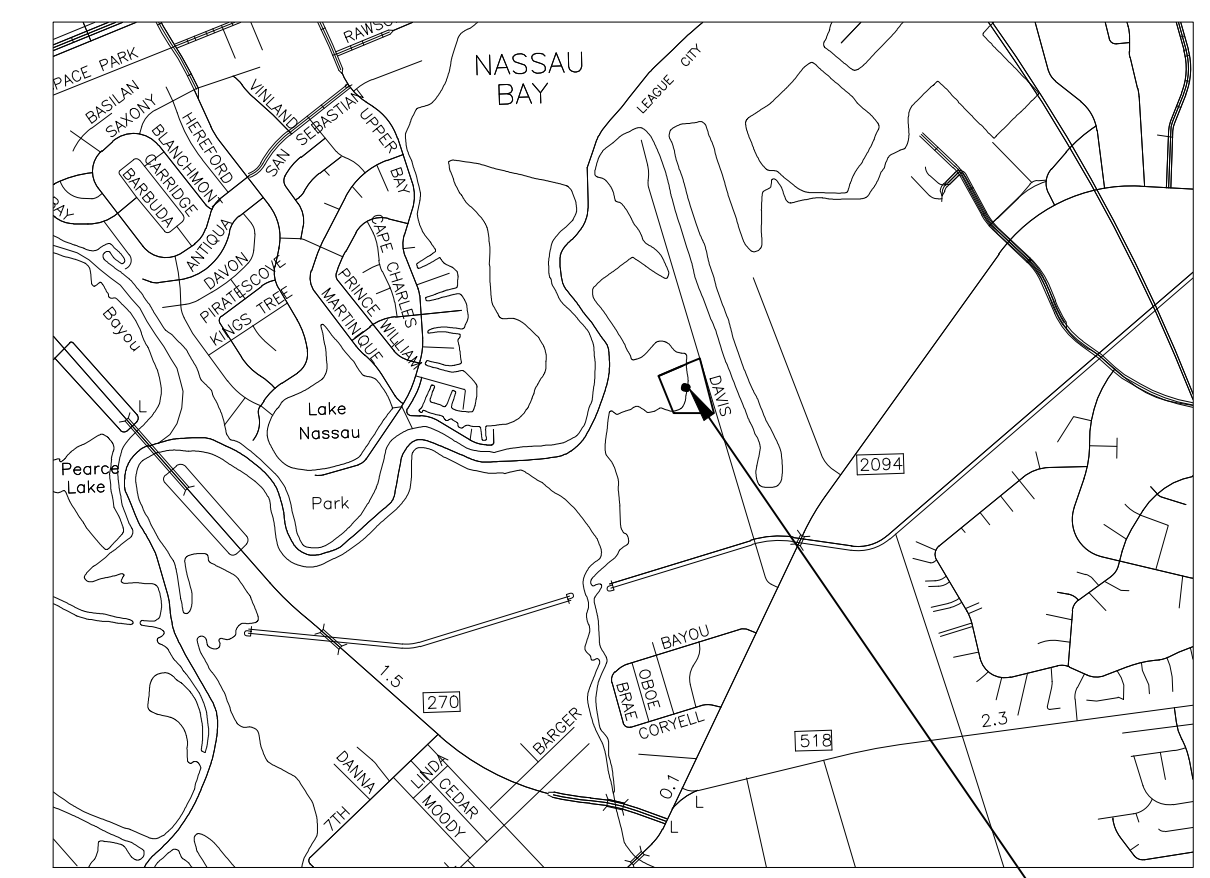 RAWSO
PACE PARK
NASSAU
BAY
LEAGUE CITY
BASILAN
SAXONY
VINLAND
HEREFORD
SAN SEBASTIAN
UPPER
BAY
BLANCHMONT
CARRIDGE
BARBUDA
BAY
ANTIQUA
DAVON
PIRATESCOVE
KINGS TREE
CAPE CHARLES
PRINCE WILLIAM
MARTINIQUE
Bayou
L
Lake
Nassau
DAVIS
Pearce
Lake
Park
2094
BAYOU
OBOE
BRAE
CORYELL
1.5
270
BARGER
518
2.3
DANNA
LINDA
CEDAR
MOODY
7TH
0.1
L
L